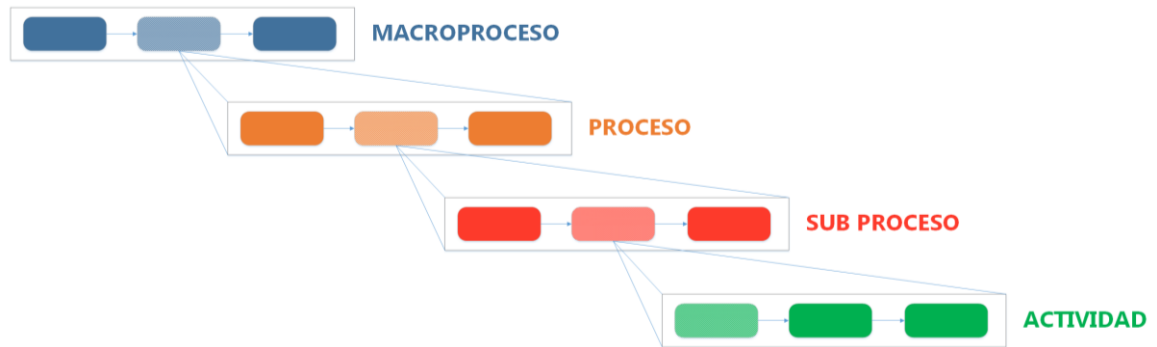 MACROPROCESO
PROCESO
SUB PROCESO
ACTIVIDAD